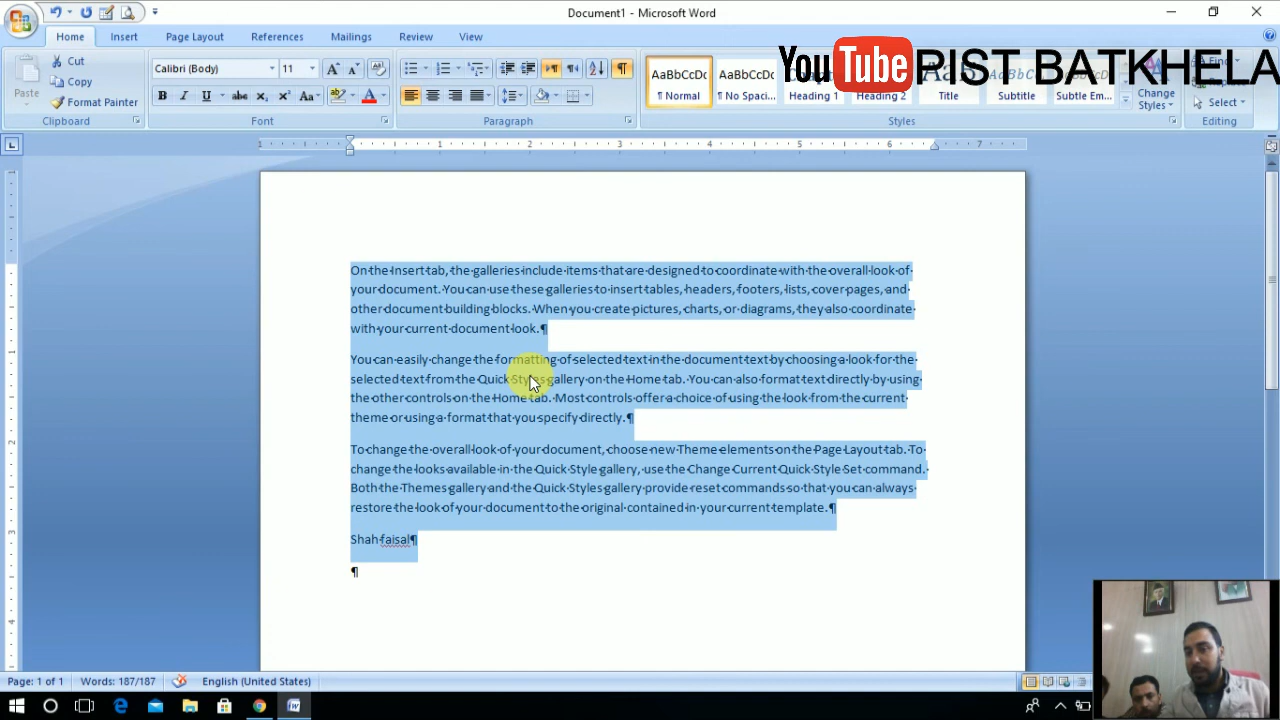 Document1 - Microsoft Word
Home Insert Page Layout References Mailings Review View
YouTube PIST BATKHELA
Paste
Cut
Copy
Format Painter
Calibri (Body) 11
AaBbCcDc
¶ Normal
AaBbCcDc
¶ No Spaci...
Heading 1
Heading 2
Title
Subtitle
Subtle Em...
Change
Styles
Find
Select
Clipboard Font Paragraph Styles Editing
1 1 2 3 4 5 6 7
On·the·Insert·tab,·the·galleries·include·items·that·are·designed·to·coordinate·with·the·overall·look·of·
your·document.·You·can·use·these·galleries·to·insert·tables,·headers,·footers,·lists,·cover·pages,·and·
other·document·building·blocks.·When·you·create·pictures,·charts,·or·diagrams,·they·also·coordinate·
with·your·current·document·look.¶
You·can·easily·change·the·formatting·of·selected·text·in·the·document·text·by·choosing·a·look·for·the·
selected·text·from·the·Quick·Styles·gallery·on·the·Home·tab.·You·can·also·format·text·directly·by·using·
the·other·controls·on·the·Home·tab.·Most·controls·offer·a·choice·of·using·the·look·from·the·current·
theme·or·using·a·format·that·you·specify·directly.¶
To·change·the·overall·look·of·your·document,·choose·new·Theme·elements·on·the·Page·Layout·tab.·To·
change·the·looks·available·in·the·Quick·Style·gallery,·use·the·Change·Current·Quick·Style·Set·command.·
Both·the·Themes·gallery·and·the·Quick·Styles·gallery·provide·reset·commands·so·that·you·can·always·
restore·the·look·of·your·document·to·the·original·contained·in·your·current·template.¶
Shah·faisal¶
¶
Page: 1 of 1 Words: 187/187 English (United States)